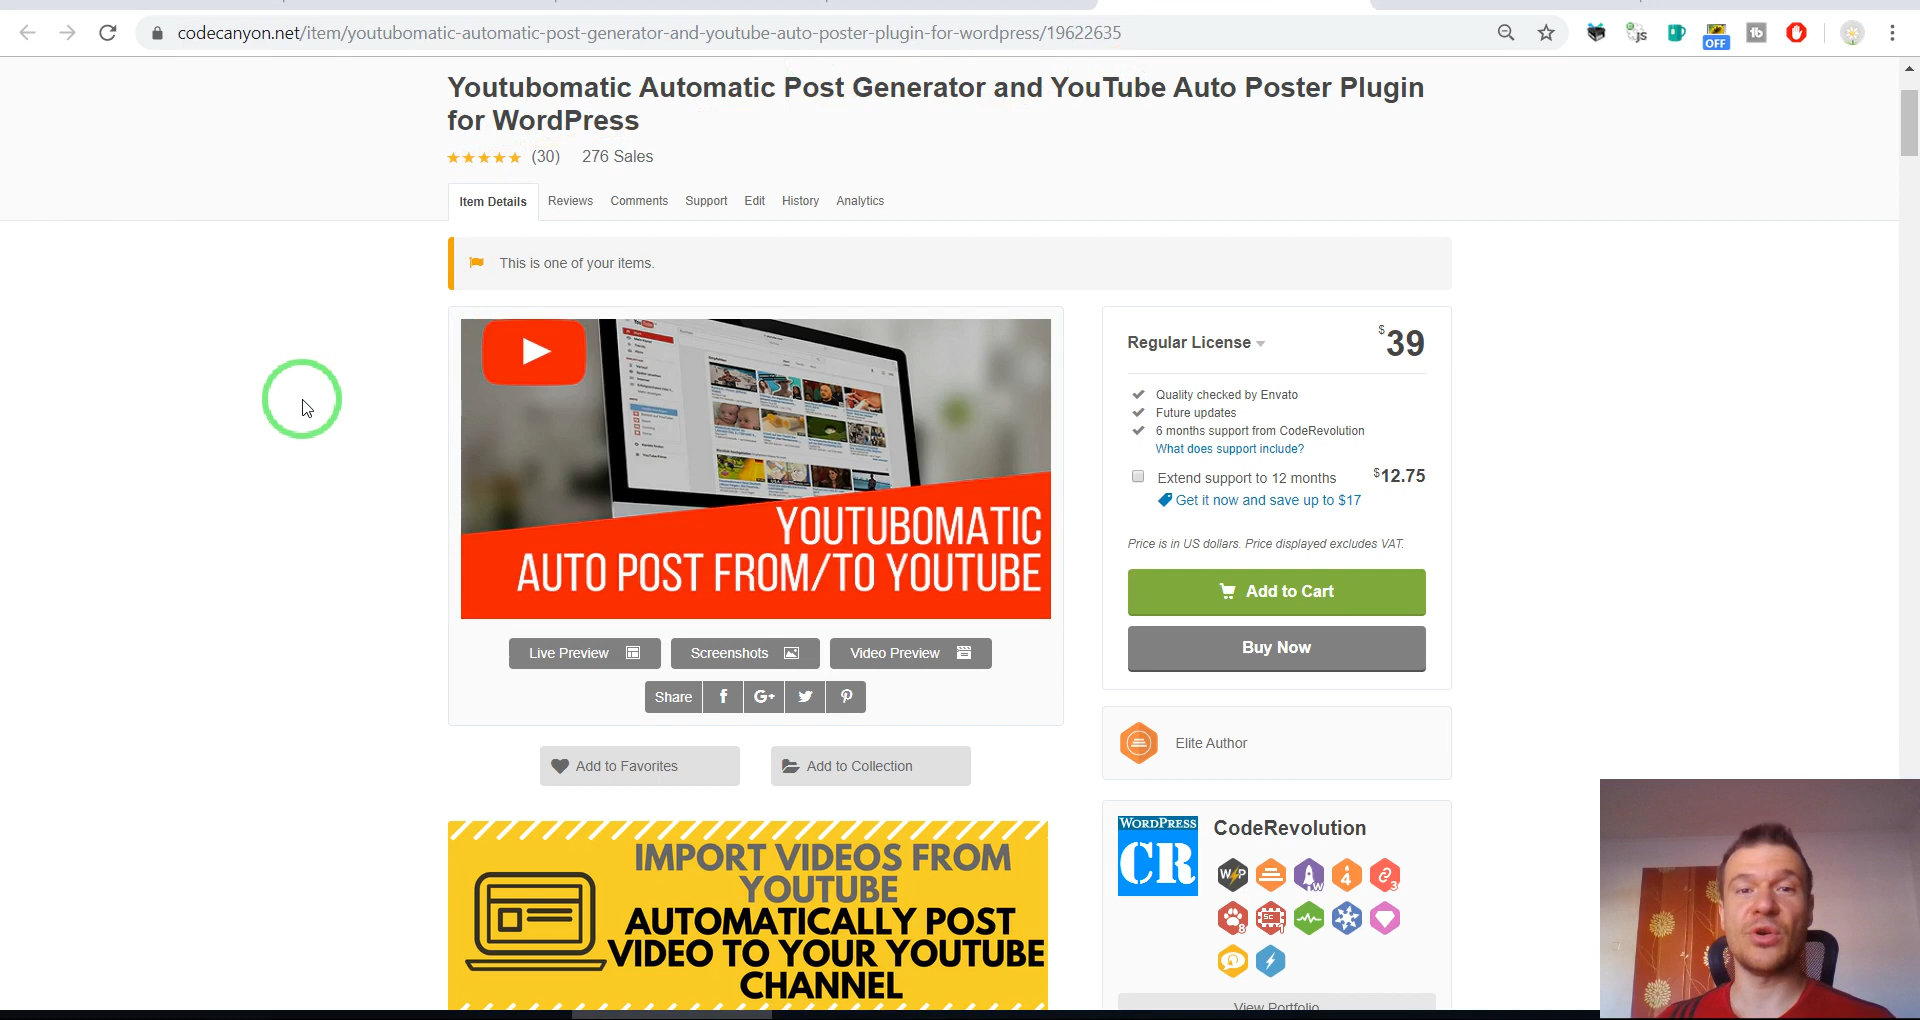 codecanyon.net/item/youtubomatic-automatic-post-generator-and-youtube-auto-poster-plugin-for-wordpress/19622635
OFF
Youtubomatic Automatic Post Generator and YouTube Auto Poster Plugin
for WordPress
(30) 276 Sales
Item Details Reviews Comments Support Edit History Analytics
This is one of your items.
YOUTUBOMATIC
AUTO POST FROM/TO YOUTUBE
Live Preview Screenshots Video Preview
Share f G+
Add to Favorites Add to Collection
IMPORT VIDEOS FROM
YOUTUBE
AUTOMATICALLY POST
VIDEO TO YOUR YOUTUBE
CHANNEL
Regular License $39
Quality checked by Envato
Future updates
6 months support from CodeRevolution
What does support include?
Extend support to 12 months $12.75
Get it now and save up to $17
Price is in US dollars. Price displayed excludes VAT.
Add to Cart
Buy Now
Elite Author
WORDPRESS
CR
CodeRevolution
View Portfolio